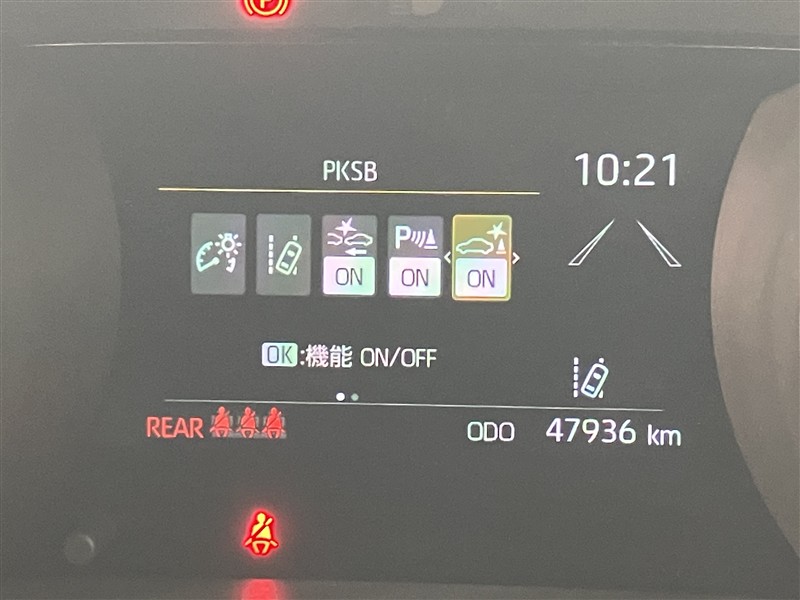 PKSB
10:21
P
ON
ON
ON
OK:機能 ON/OFF
REAR
ODO 47936 km